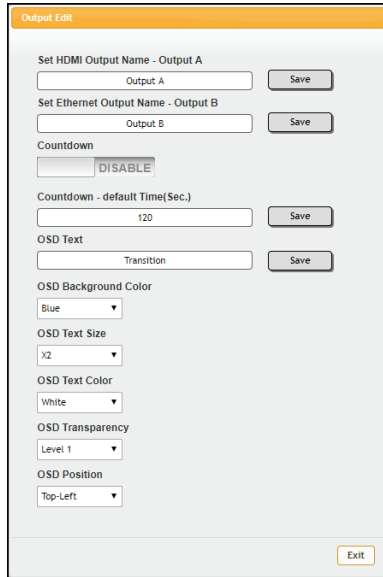 Output Edit
Set HDMI Output Name - Output A
Output A Save
Set Ethernet Output Name - Output B
Output B Save
Countdown
DISABLE
Countdown - default Time(Sec.)
120 Save
OSD Text
Transition Save
OSD Background Color
Blue
OSD Text Size
X2
OSD Text Color
White
OSD Transparency
Level 1
OSD Position
Top-Left
Exit